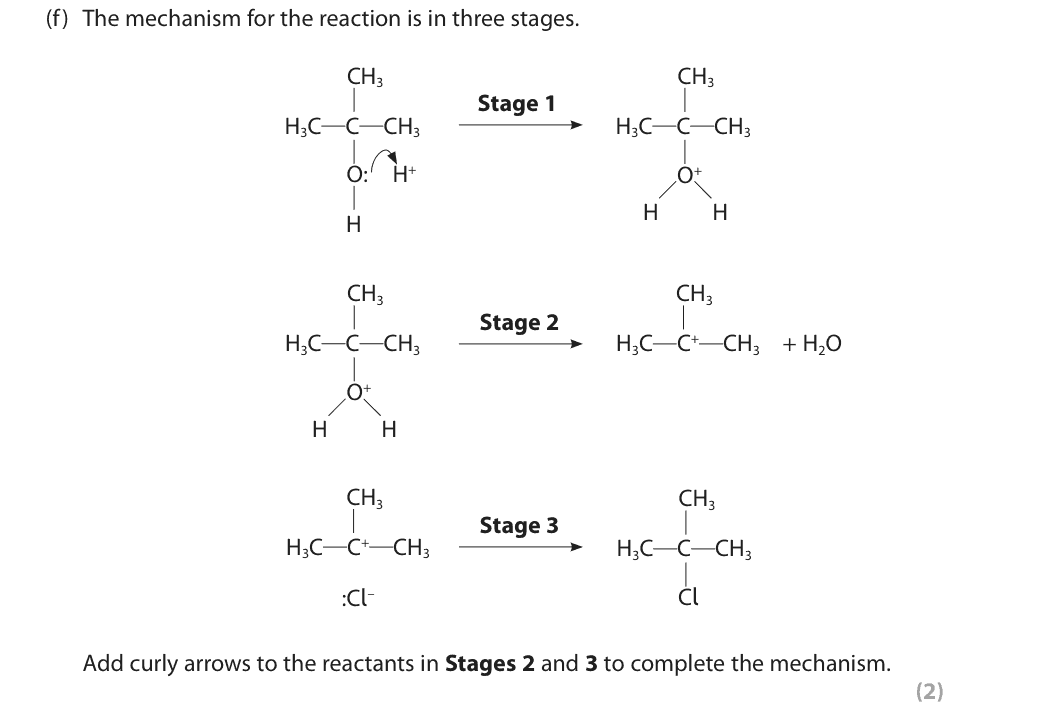 (f) The mechanism for the reaction is in three stages.
CH₃ CH₃
Stage 1
H₃C—C—CH₃ H₃C—C—CH₃
O: H⁺ O⁺
H H
H
CH₃ CH₃
Stage 2
H₃C—C—CH₃ H₃C—C⁺—CH₃ + H₂O
O⁺
H H
CH₃ CH₃
Stage 3
H₃C—C⁺—CH₃ H₃C—C—CH₃
:Cl⁻ Cl
Add curly arrows to the reactants in Stages 2 and 3 to complete the mechanism.
(2)